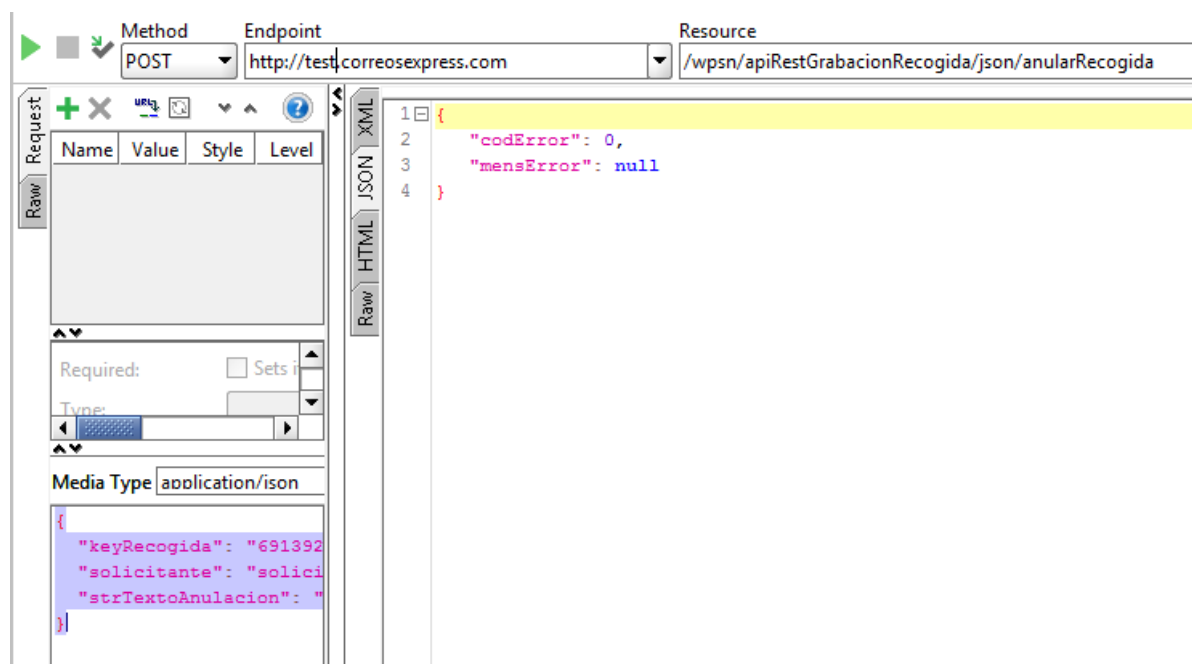 Method Endpoint Resource
POST http://test.correosexpress.com /wpsn/apiRestGrabacionRecogida/json/anularRecogida
Request
Raw
URL
Name Value Style Level
Required: Sets i
Type:
Media Type application/json
{
"keyRecogida": "691392
"solicitante": "solici
"strTextoAnulacion": "
}
XML
JSON
HTML
Raw
1 {
2 "codError": 0,
3 "mensError": null
4 }